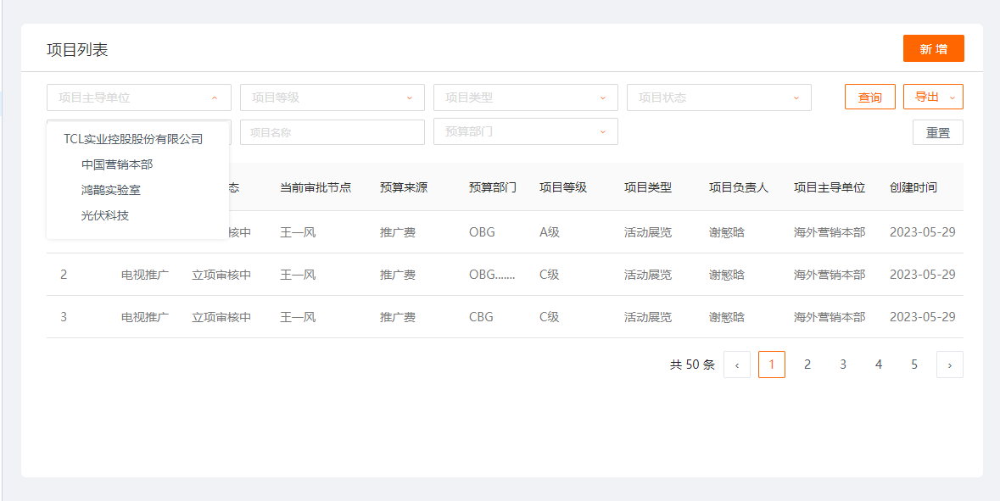 项目列表
新 增
项目主导单位 项目等级 项目类型 项目状态 查询 导出
项目名称 预算部门 重置
TCL实业控股股份有限公司
中国营销本部
鸿鹄实验室
光伏科技
态 当前审批节点 预算来源 预算部门 项目等级 项目类型 项目负责人 项目主导单位 创建时间
核中 王一风 推广费 OBG A级 活动展览 谢慜晗 海外营销本部 2023-05-29
2 电视推广 立项审核中 王一风 推广费 OBG....... C级 活动展览 谢慜晗 海外营销本部 2023-05-29
3 电视推广 立项审核中 王一风 推广费 CBG C级 活动展览 谢慜晗 海外营销本部 2023-05-29
共 50 条 ‹ 1 2 3 4 5 ›